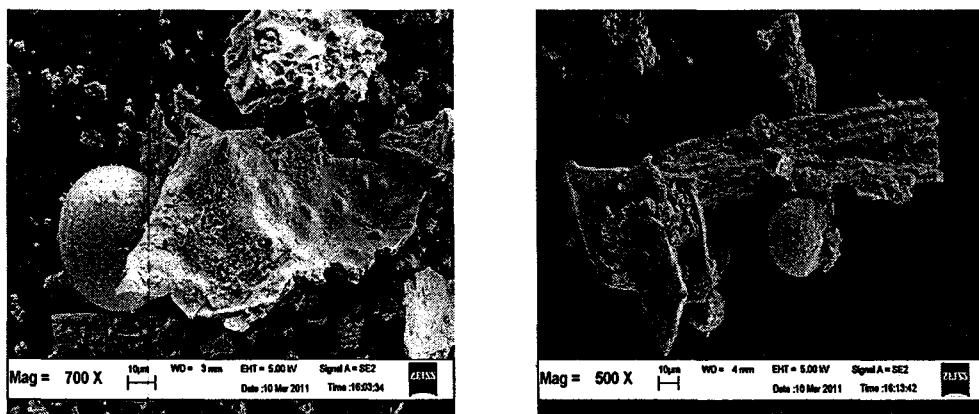 Mag = 700 X 10µm WD = 3 mm EHT = 5.00 kV Signal A = SE2
Date :10 Mar 2011 Time :16:03:34
Mag = 500 X 10µm WD = 4 mm EHT = 5.00 kV Signal A = SE2
Date :10 Mar 2011 Time :16:13:42